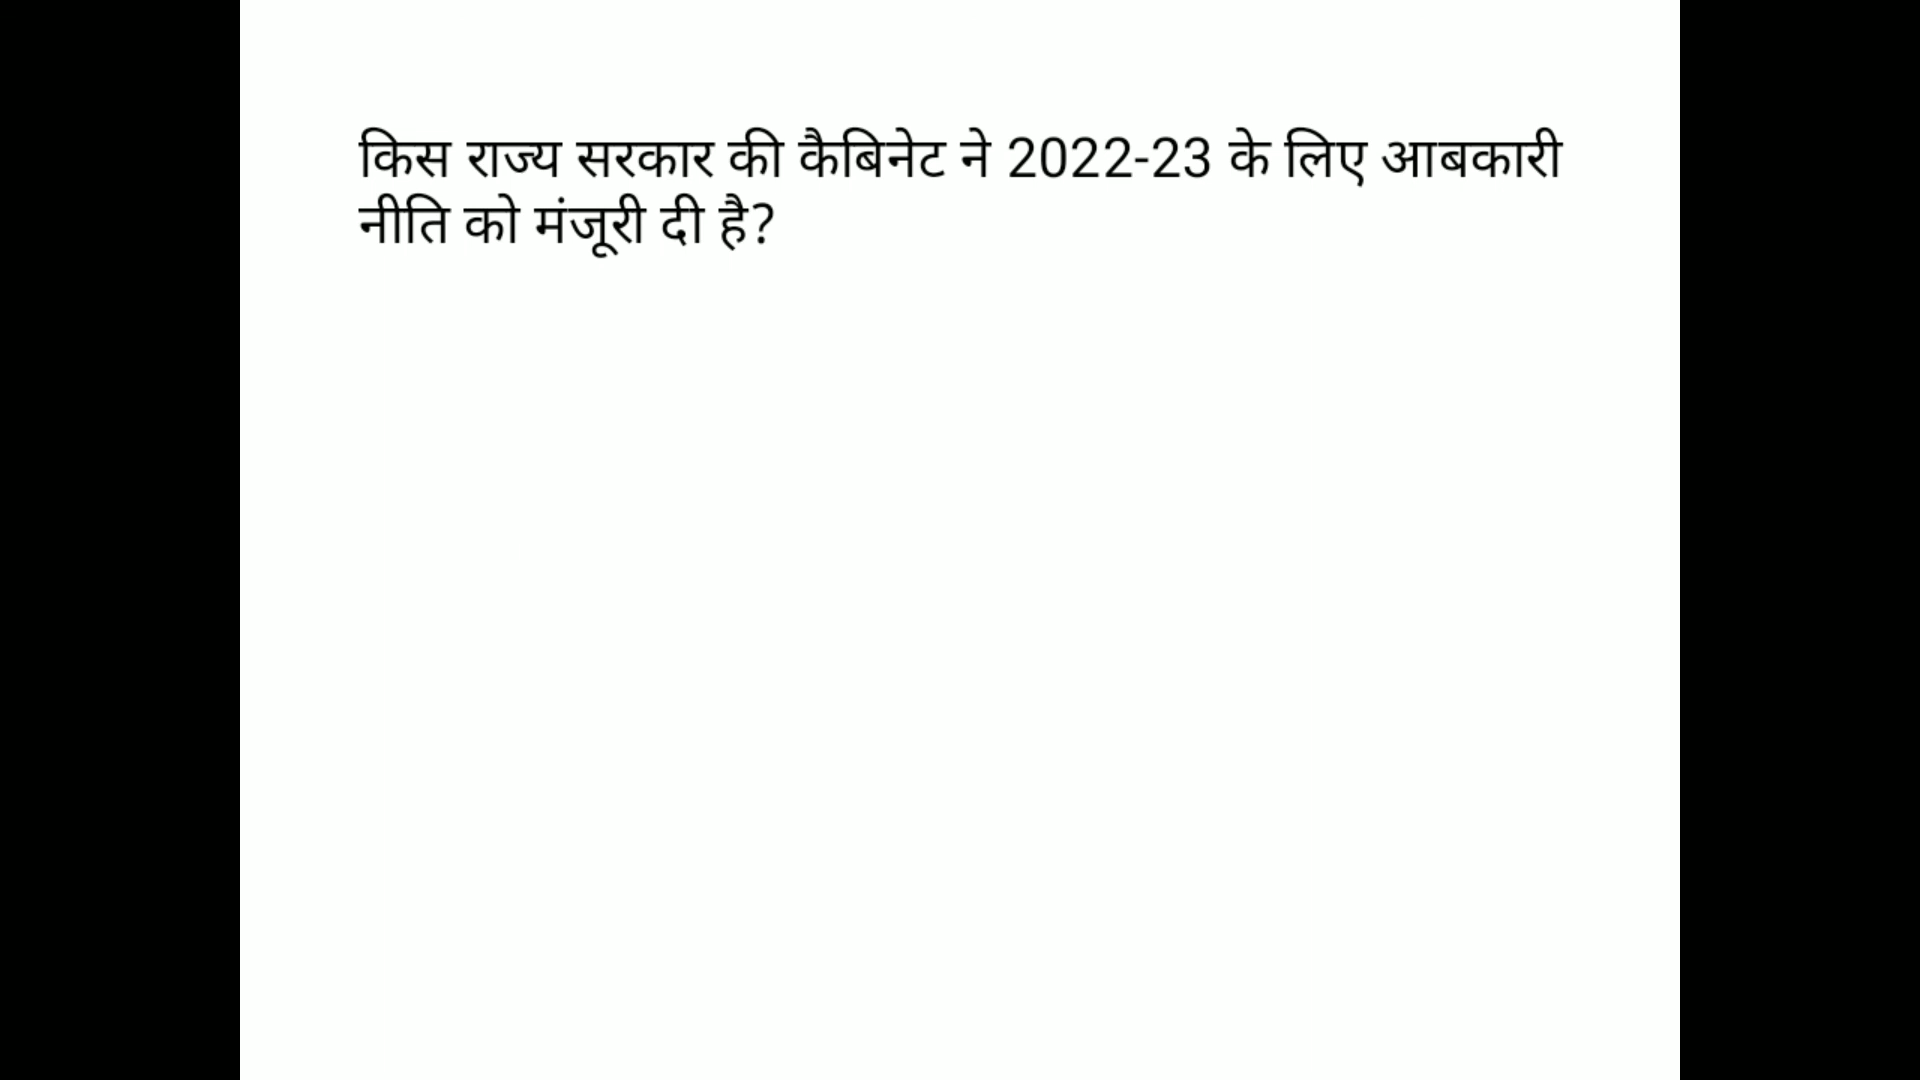 किस राज्य सरकार की कैबिनेट ने 2022-23 के लिए आबकारी
नीति को मंजूरी दी है?